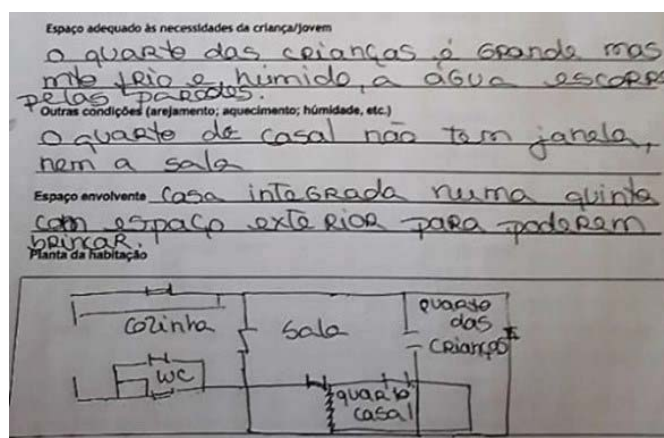 Espaço adequado às necessidades da criança/jovem
O quarto das crianças é grande mas
mto frio e húmido, a água escorre
pelas paredes.
Outras condições (arejamento; aquecimento; húmidade, etc.)
O quarto de casal não tem janela,
nem a sala
Espaço envolvente Casa integrada numa quinta
com espaço exterior para poderem
brincar.
Planta da habitação
cozinha
sala
quarto
das
crianças
WC
quarto
casal